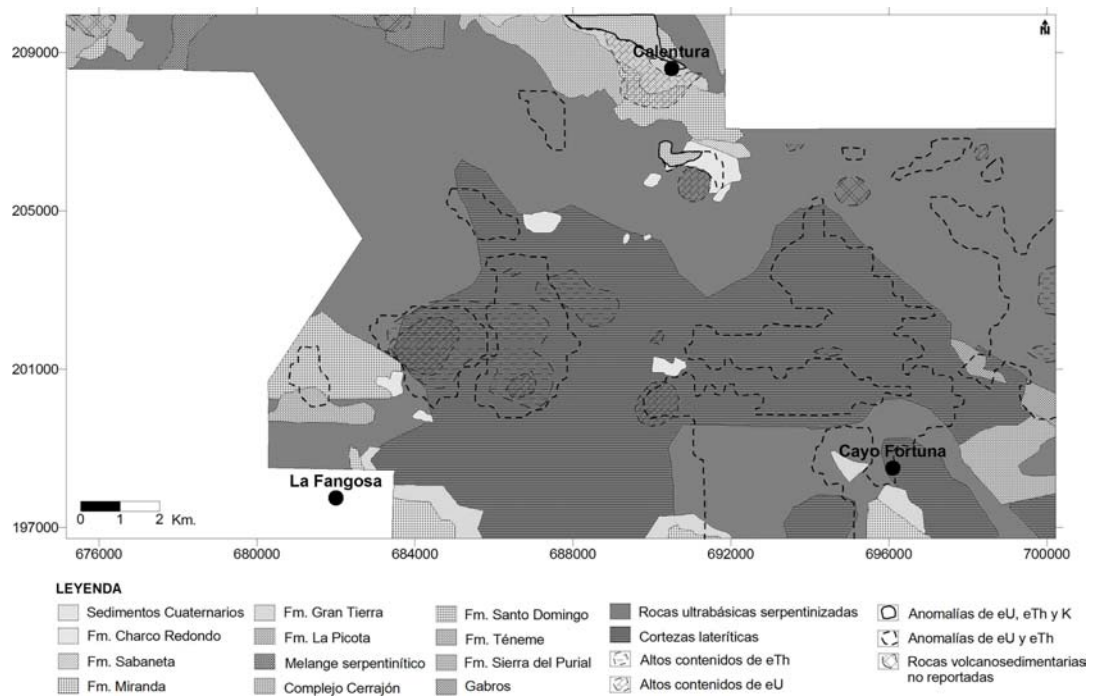 N
209000
Calentura
205000
201000
Cayo Fortuna
La Fangosa
0 1 2 Km.
197000
676000 680000 684000 688000 692000 696000 700000
LEYENDA
Sedimentos Cuaternarios
Fm. Charco Redondo
Fm. Sabaneta
Fm. Miranda
Fm. Gran Tierra
Fm. La Picota
Melange serpentinítico
Complejo Cerrajón
Fm. Santo Domingo
Fm. Téneme
Fm. Sierra del Purial
Gabros
Rocas ultrabásicas serpentinizadas
Cortezas lateríticas
Altos contenidos de eTh
Altos contenidos de eU
Anomalías de eU, eTh y K
Anomalías de eU y eTh
Rocas volcanosedimentarias
no reportadas